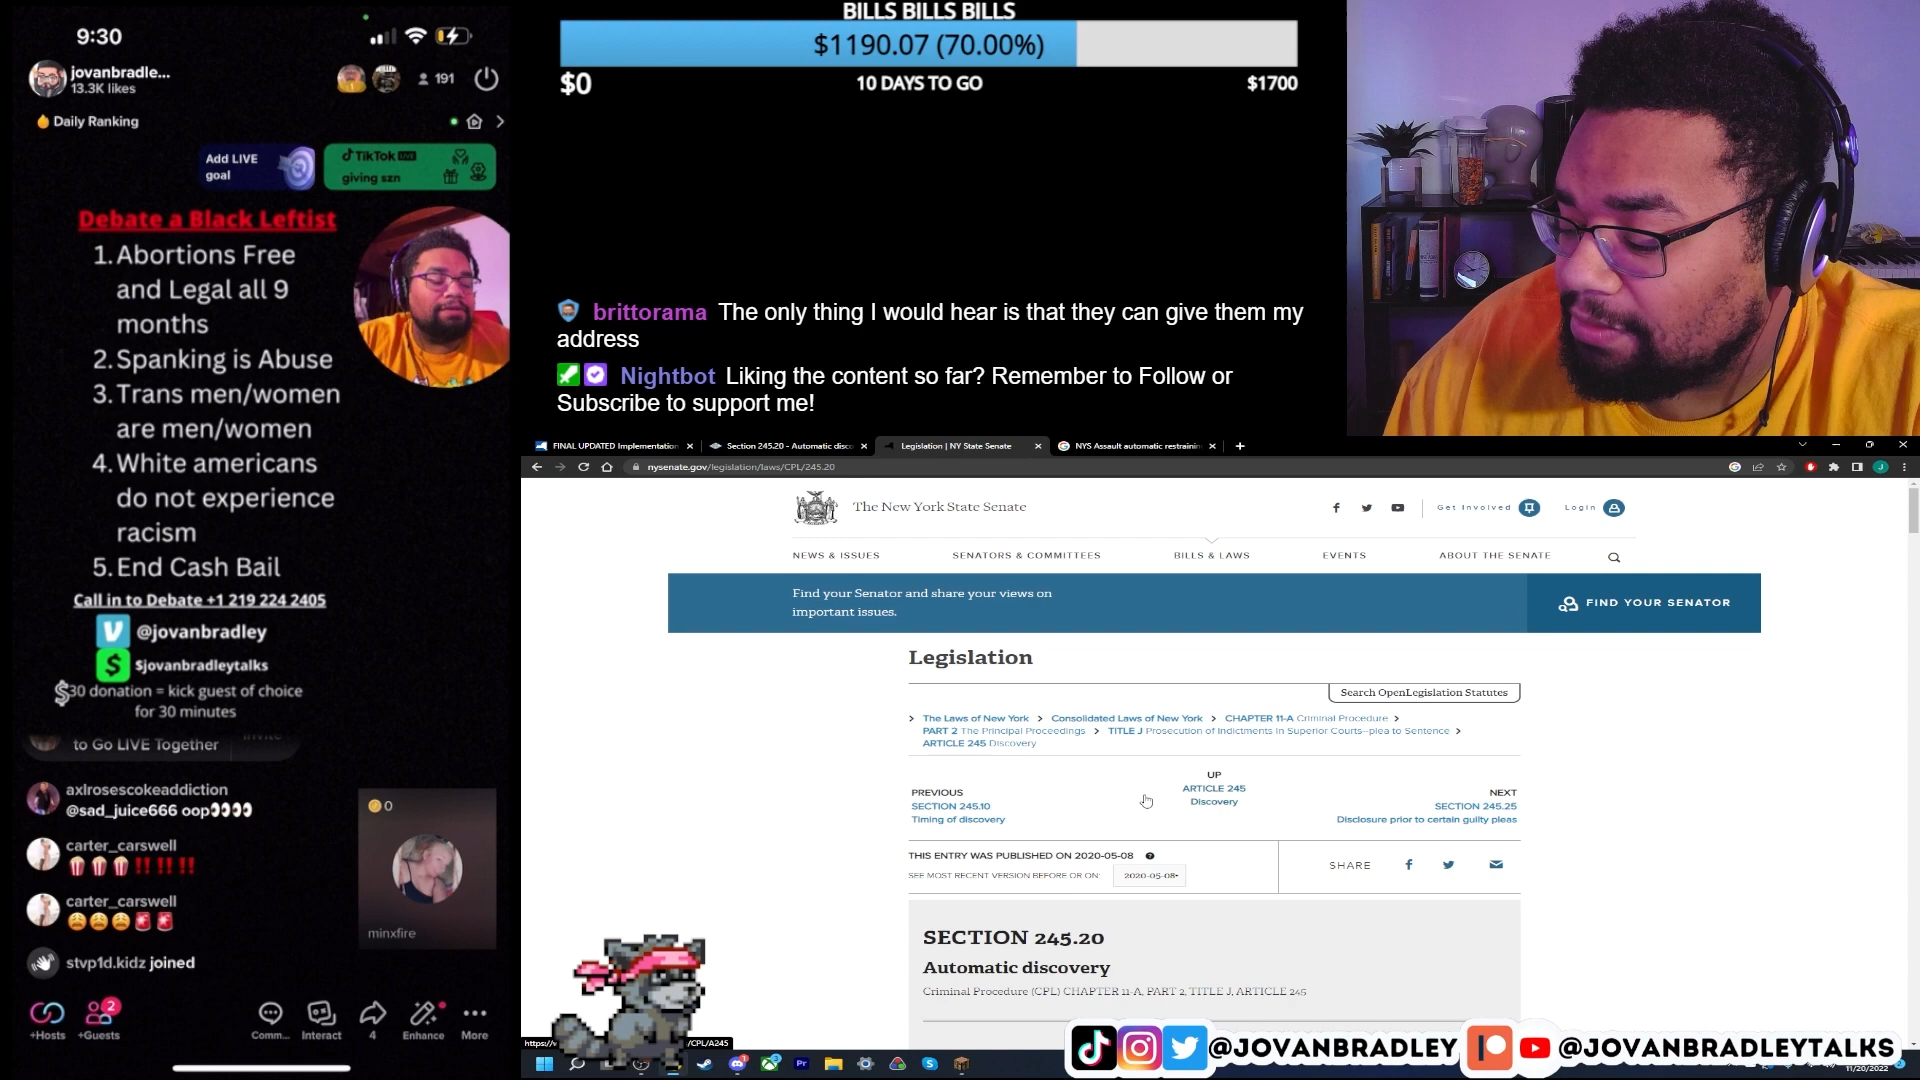 9:30
jovanbradle...
13.3K likes
191
Daily Ranking
Add LIVE
goal
TikTok LIVE
giving szn
Debate a Black Leftist
1. Abortions Free
and Legal all 9
months
2. Spanking is Abuse
3. Trans men/women
are men/women
4. White americans
do not experience
racism
5. End Cash Bail
Call in to Debate +1 219 224 2405
@jovanbradley
$jovanbradleytalks
$30 donation = kick guest of choice
for 30 minutes
to Go LIVE Together
axlrosescokeaddiction
@sad_juice666 oop👀👀
carter_carswell
🍿🍿🍿‼️‼️‼️
carter_carswell
😩😩😩🚨🚨
stvp1d.kidz joined
0
minxfire
2
+Hosts
+Guests
Comm...
Interact
4
Enhance
More
BILLS BILLS BILLS
$1190.07 (70.00%)
$0
10 DAYS TO GO
$1700
brittorama The only thing I would hear is that they can give them my
address
Nightbot Liking the content so far? Remember to Follow or
Subscribe to support me!
FINAL UPDATED Implementation
Section 245.20 - Automatic disco
Legislation | NY State Senate
NYS Assault automatic restrainin
nysenate.gov/legislation/laws/CPL/245.20
The New York State Senate
Get Involved
Login
NEWS & ISSUES
SENATORS & COMMITTEES
BILLS & LAWS
EVENTS
ABOUT THE SENATE
Find your Senator and share your views on
important issues.
FIND YOUR SENATOR
Legislation
Search OpenLegislation Statutes
The Laws of New York > Consolidated Laws of New York > CHAPTER 11-A Criminal Procedure >
PART 2 The Principal Proceedings > TITLE J Prosecution of Indictments In Superior Courts--plea to Sentence >
ARTICLE 245 Discovery
PREVIOUS
SECTION 245.10
Timing of discovery
UP
ARTICLE 245
Discovery
NEXT
SECTION 245.25
Disclosure prior to certain guilty pleas
THIS ENTRY WAS PUBLISHED ON 2020-05-08
SEE MOST RECENT VERSION BEFORE OR ON:
2020-05-08
SHARE
SECTION 245.20
Automatic discovery
Criminal Procedure (CPL) CHAPTER 11-A, PART 2, TITLE J, ARTICLE 245
/CPL/A245
@JOVANBRADLEY
@JOVANBRADLEYTALKS
11/20/2022